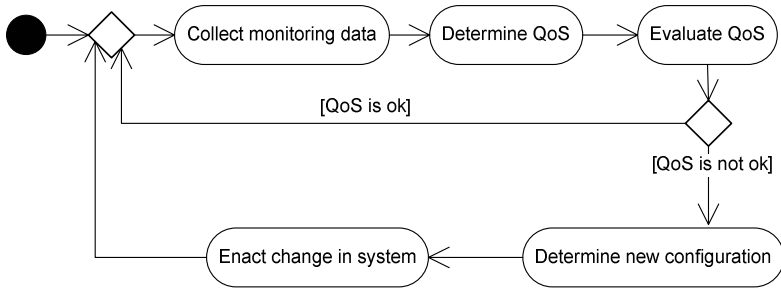 Collect monitoring data
Determine QoS
Evaluate QoS
[QoS is ok]
[QoS is not ok]
Enact change in system
Determine new configuration